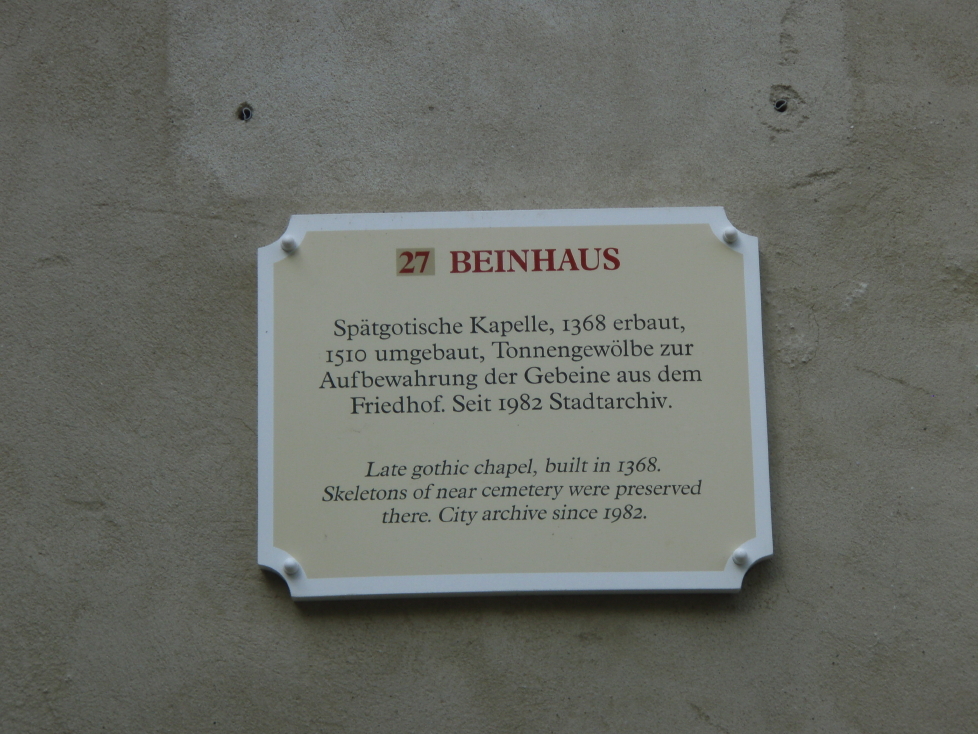 27 BEINHAUS
Spätgotische Kapelle, 1368 erbaut,
1510 umgebaut, Tonnengewölbe zur
Aufbewahrung der Gebeine aus dem
Friedhof. Seit 1982 Stadtarchiv.
Late gothic chapel, built in 1368.
Skeletons of near cemetery were preserved
there. City archive since 1982.